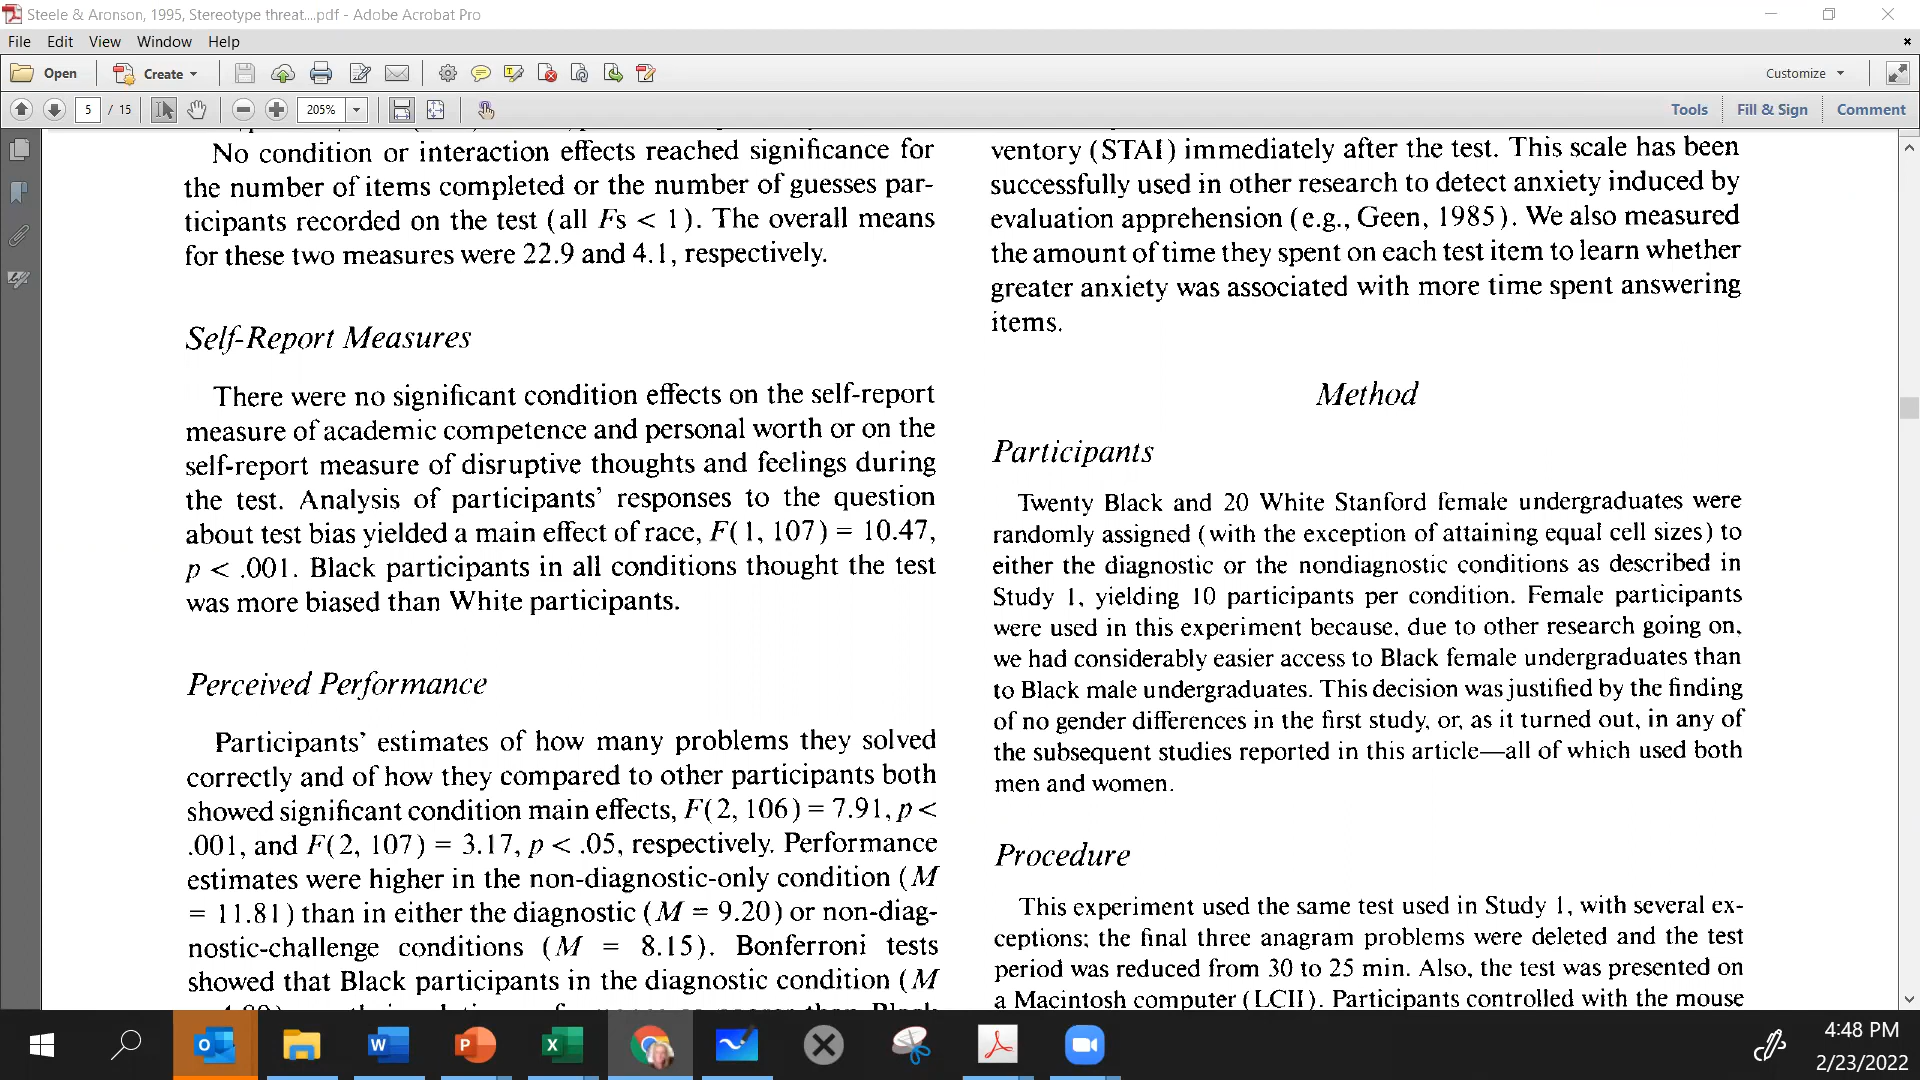 Steele & Aronson, 1995, Stereotype threat....pdf - Adobe Acrobat Pro
File Edit View Window Help
Open Create Customize
5 / 15 205% Tools Fill & Sign Comment
No condition or interaction effects reached significance for
the number of items completed or the number of guesses par-
ticipants recorded on the test (all Fs < 1). The overall means
for these two measures were 22.9 and 4.1, respectively.
Self-Report Measures
There were no significant condition effects on the self-report
measure of academic competence and personal worth or on the
self-report measure of disruptive thoughts and feelings during
the test. Analysis of participants' responses to the question
about test bias yielded a main effect of race, F(1, 107) = 10.47,
p < .001. Black participants in all conditions thought the test
was more biased than White participants.
Perceived Performance
Participants' estimates of how many problems they solved
correctly and of how they compared to other participants both
showed significant condition main effects, F(2, 106) = 7.91, p <
.001, and F(2, 107) = 3.17, p < .05, respectively. Performance
estimates were higher in the non-diagnostic-only condition (M
= 11.81) than in either the diagnostic (M = 9.20) or non-diag-
nostic-challenge conditions (M = 8.15). Bonferroni tests
showed that Black participants in the diagnostic condition (M
ventory (STAI) immediately after the test. This scale has been
successfully used in other research to detect anxiety induced by
evaluation apprehension (e.g., Geen, 1985). We also measured
the amount of time they spent on each test item to learn whether
greater anxiety was associated with more time spent answering
items.
Method
Participants
Twenty Black and 20 White Stanford female undergraduates were
randomly assigned (with the exception of attaining equal cell sizes) to
either the diagnostic or the nondiagnostic conditions as described in
Study 1, yielding 10 participants per condition. Female participants
were used in this experiment because, due to other research going on,
we had considerably easier access to Black female undergraduates than
to Black male undergraduates. This decision was justified by the finding
of no gender differences in the first study, or, as it turned out, in any of
the subsequent studies reported in this article—all of which used both
men and women.
Procedure
This experiment used the same test used in Study 1, with several ex-
ceptions; the final three anagram problems were deleted and the test
period was reduced from 30 to 25 min. Also, the test was presented on
a Macintosh computer (LCII). Participants controlled with the mouse
4:48 PM
2/23/2022